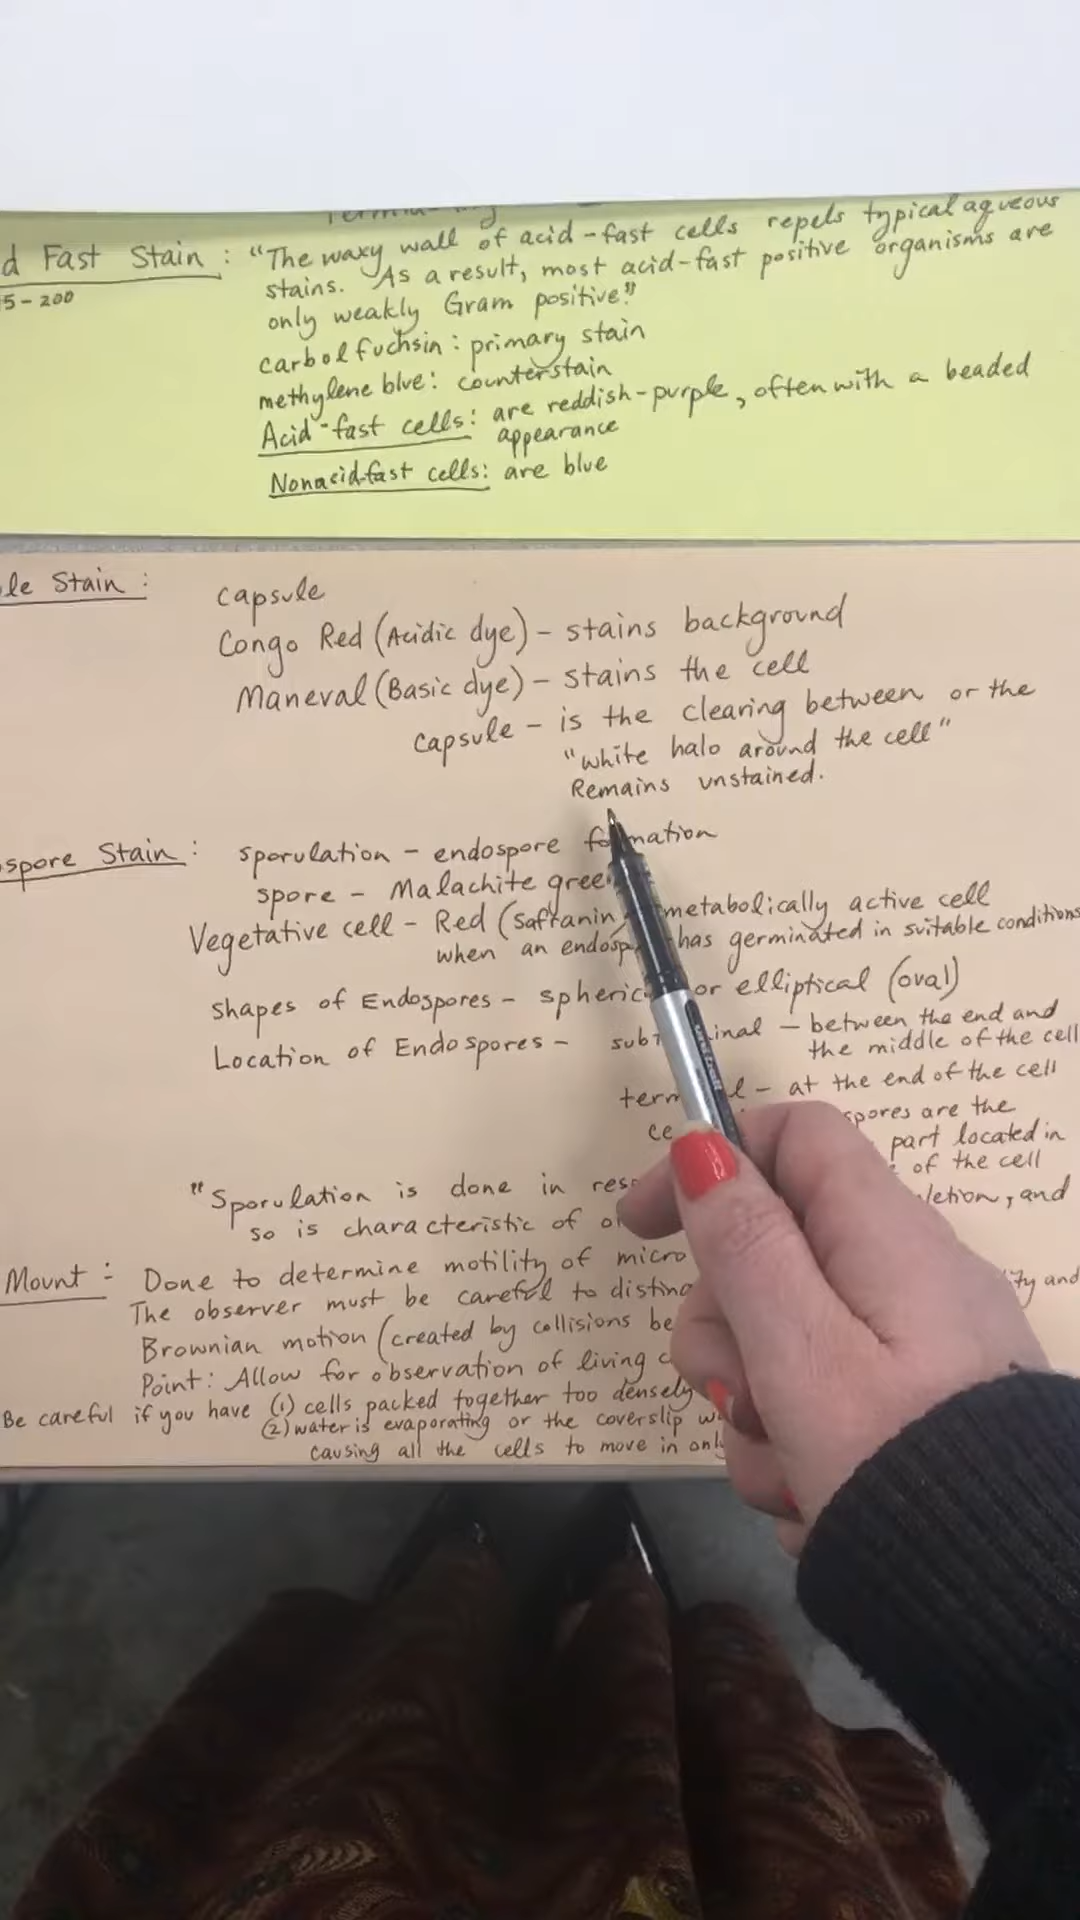 d Fast Stain : "The waxy wall of acid-fast cells repels typical aqueous
5-200
stains. As a result, most acid-fast positive organisms are
only weakly Gram positive."
carbolfuchsin : primary stain
methylene blue : counterstain
Acid-fast cells : are reddish-purple, often with a beaded
appearance
Nonacid-fast cells : are blue
le Stain : capsule
Congo Red (Acidic dye) - stains background
Maneval (Basic dye) - stains the cell
capsule - is the clearing between or the
"white halo around the cell"
Remains unstained.
spore Stain : sporulation - endospore formation
spore - Malachite gree
Vegetative cell - Red (Safranin metabolically active cell
when an endosp has germinated in suitable conditions
shapes of Endospores - spheric or elliptical (oval)
Location of Endospores - subt inal - between the end and
the middle of the cell
term l - at the end of the cell
ce spores are the
part located in
of the cell
"Sporulation is done in res letion, and
so is characteristic of o
Mount : Done to determine motility of micro
The observer must be careful to disting ity and
Brownian motion (created by collisions be
Point : Allow for observation of living c
Be careful if you have (1) cells packed together too densely
(2) water is evaporating or the coverslip w
causing all the cells to move in onl